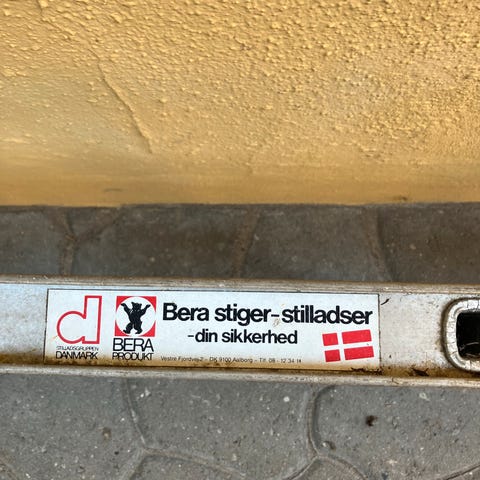 d
STILLADSGRUPPEN
DANMARK
BERA
PRODUKT
Bera stiger-stilladser
-din sikkerhed
Vestre Fjordvej 2 - DK 9100 Aalborg - Tlf. 08 - 12 34 14